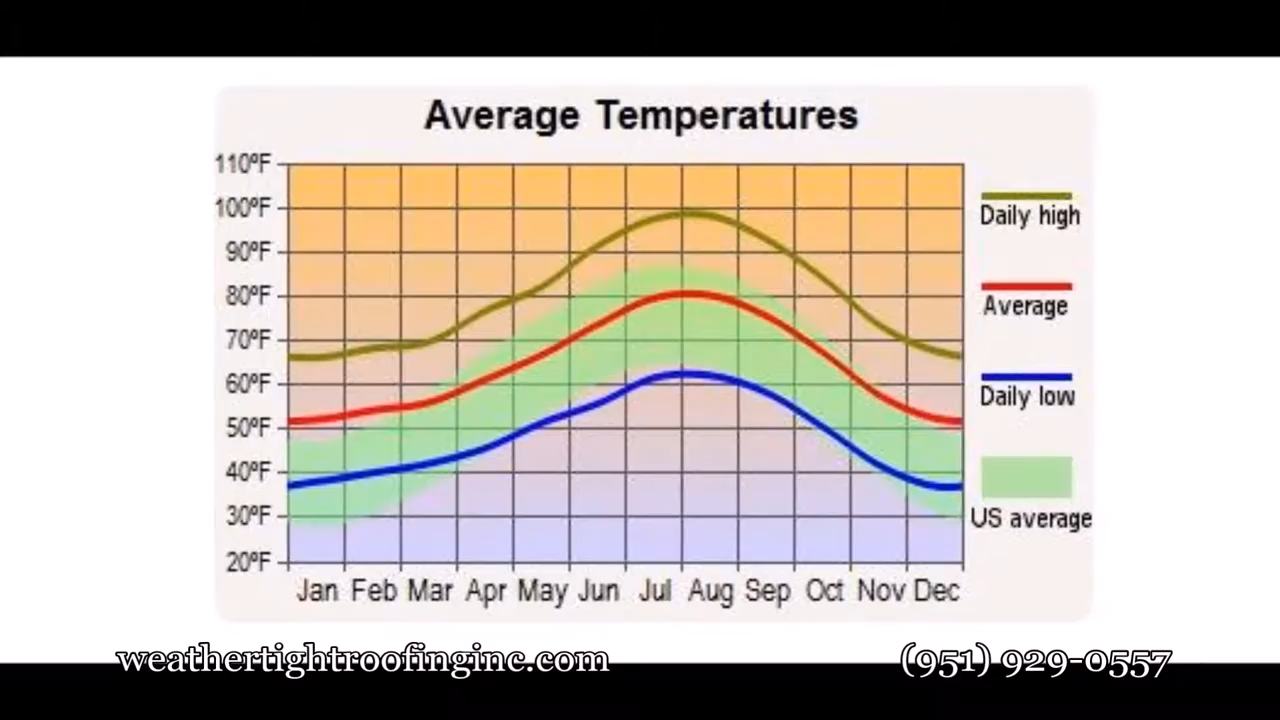 Average Temperatures
110ºF
100ºF
90ºF
80ºF
70ºF
60ºF
50ºF
40ºF
30ºF
20ºF
Jan Feb Mar Apr May Jun Jul Aug Sep Oct Nov Dec
Daily high
Average
Daily low
US average
weathertightroofinginc.com (951) 929-0557